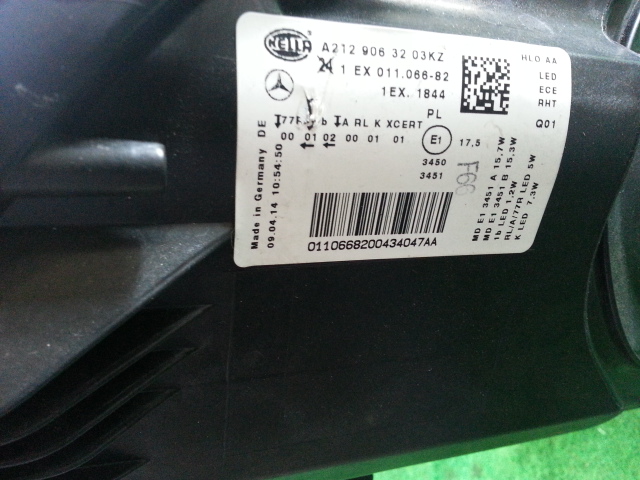 HELLA
A212 906 32 03KZ
1 EX 011.066-82
1EX. 1844
HLO AA
LED
ECE
RHT
Q01
PL
A RL K XCERT
00 01 02 00 01 01
E1
17,5
3450
3451
F60
Made in Germany DE
09.04.14 10:54:50
0110668200434047AA
MD E1 3451 A 15,7W
MD E1 3451 B 15,3W
1b LED 1,2W
RL/A/77R LED 5W
K LED 7,3W